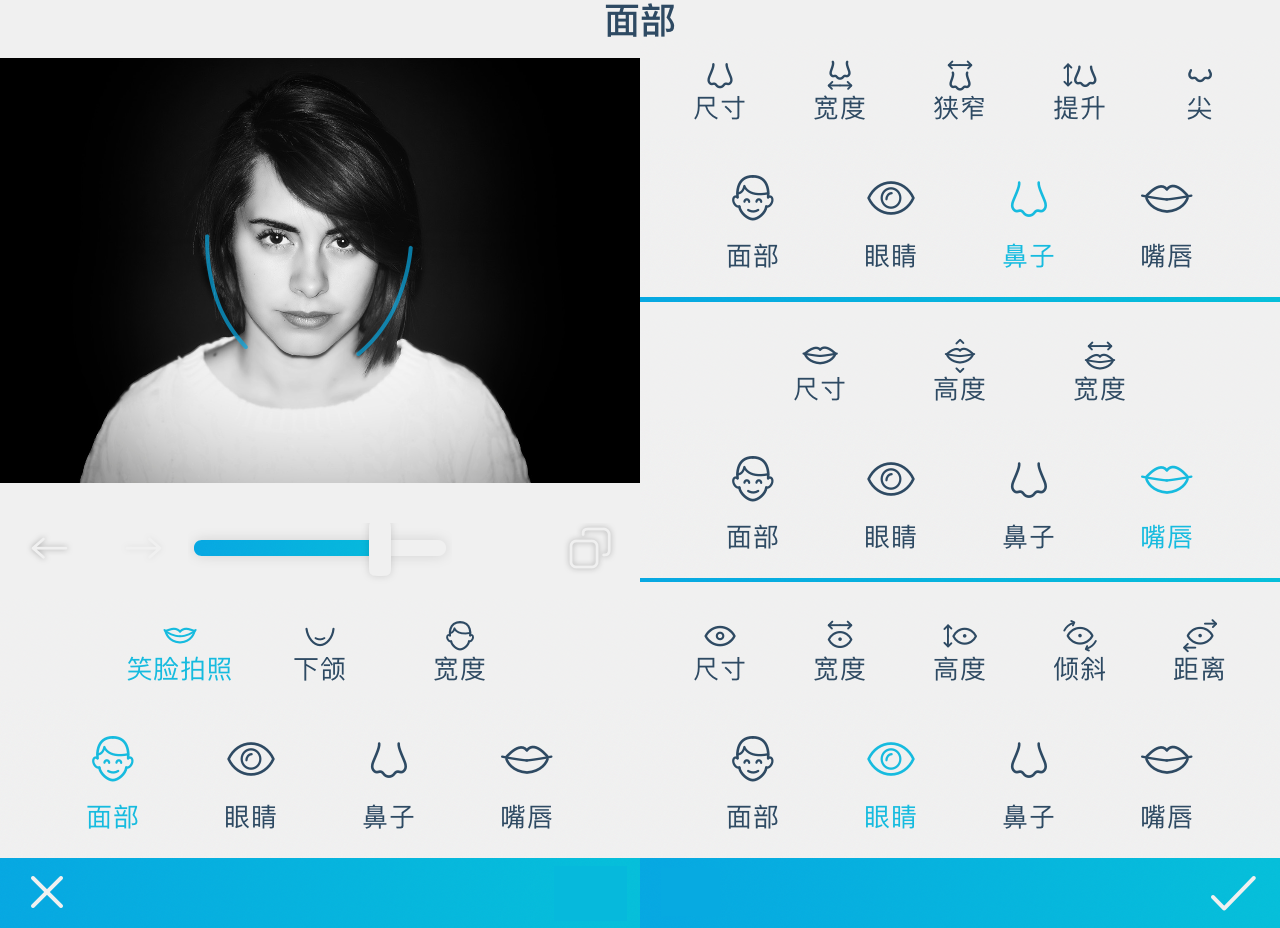 面部
尺寸 宽度 狭窄 提升 尖
面部 眼睛 鼻子 嘴唇
尺寸 高度 宽度
面部 眼睛 鼻子 嘴唇
笑脸拍照 下颌 宽度
面部 眼睛 鼻子 嘴唇
尺寸 宽度 高度 倾斜 距离
面部 眼睛 鼻子 嘴唇